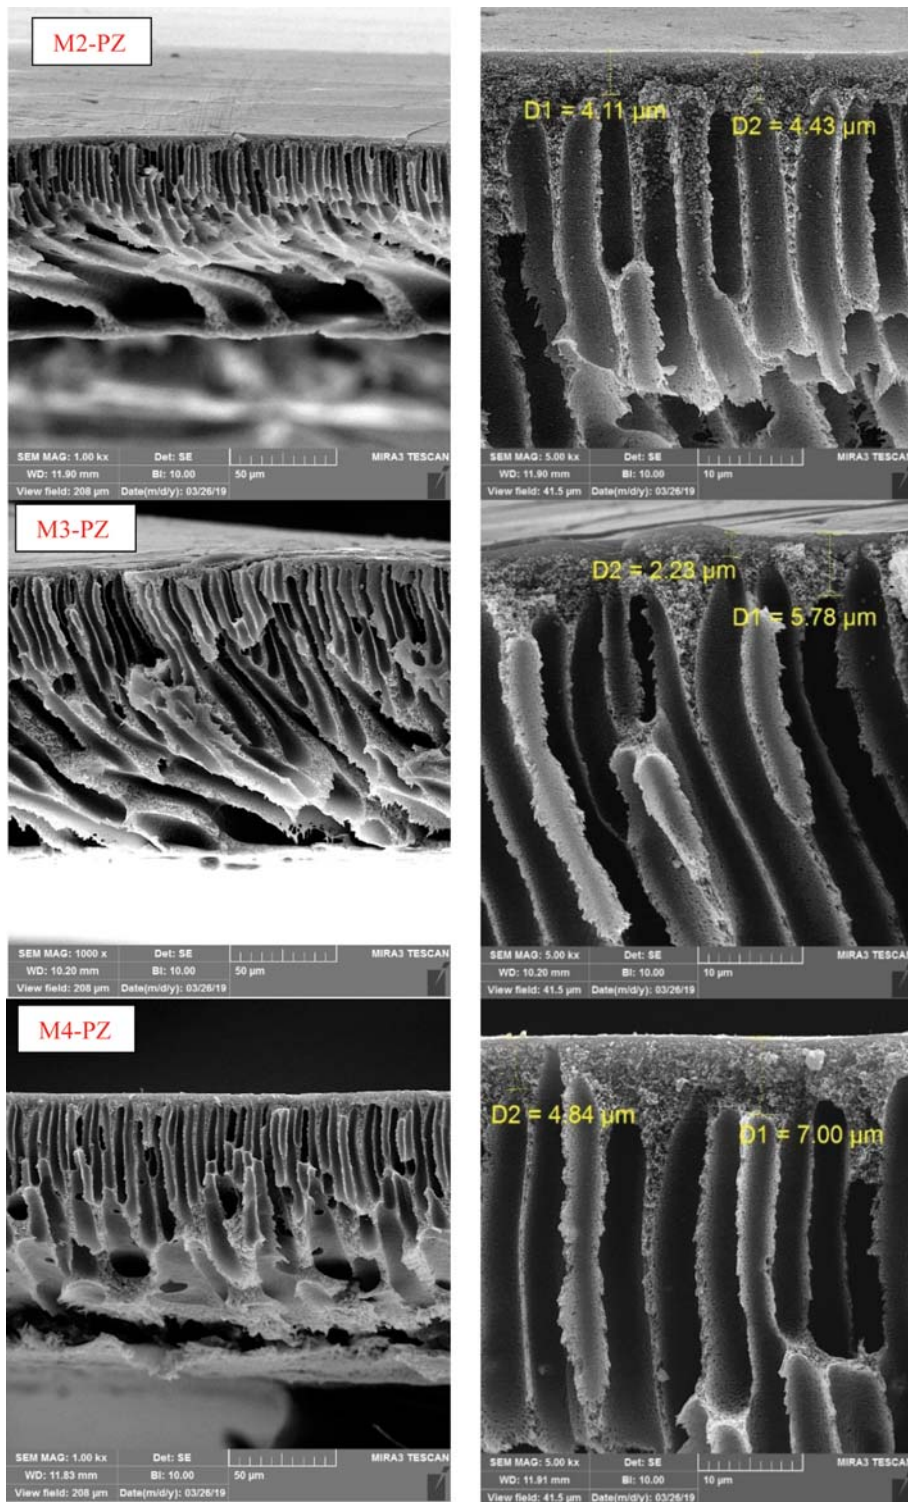 M2-PZ
D1 = 4.11 µm
D2 = 4.43 µm
SEM MAG: 1.00 kx Det: SE MIRA3 TESCAN
WD: 11.90 mm BI: 10.00 50 µm
View field: 208 µm Date(m/d/y): 03/26/19
SEM MAG: 5.00 kx Det: SE MIRA3 TESCAN
WD: 11.90 mm BI: 10.00 10 µm
View field: 41.5 µm Date(m/d/y): 03/26/19
M3-PZ
D2 = 2.23 µm
D1 = 5.78 µm
SEM MAG: 1000 x Det: SE MIRA3 TESCAN
WD: 10.20 mm BI: 10.00 50 µm
View field: 208 µm Date(m/d/y): 03/26/19
SEM MAG: 5.00 kx Det: SE MIRA3 TESCAN
WD: 10.20 mm BI: 10.00 10 µm
View field: 41.5 µm Date(m/d/y): 03/26/19
M4-PZ
D2 = 4.84 µm
D1 = 7.00 µm
SEM MAG: 1.00 kx Det: SE MIRA3 TESCAN
WD: 11.83 mm BI: 10.00 50 µm
View field: 208 µm Date(m/d/y): 03/26/19
SEM MAG: 5.00 kx Det: SE MIRA3 TESCAN
WD: 11.91 mm BI: 10.00 10 µm
View field: 41.5 µm Date(m/d/y): 03/26/19